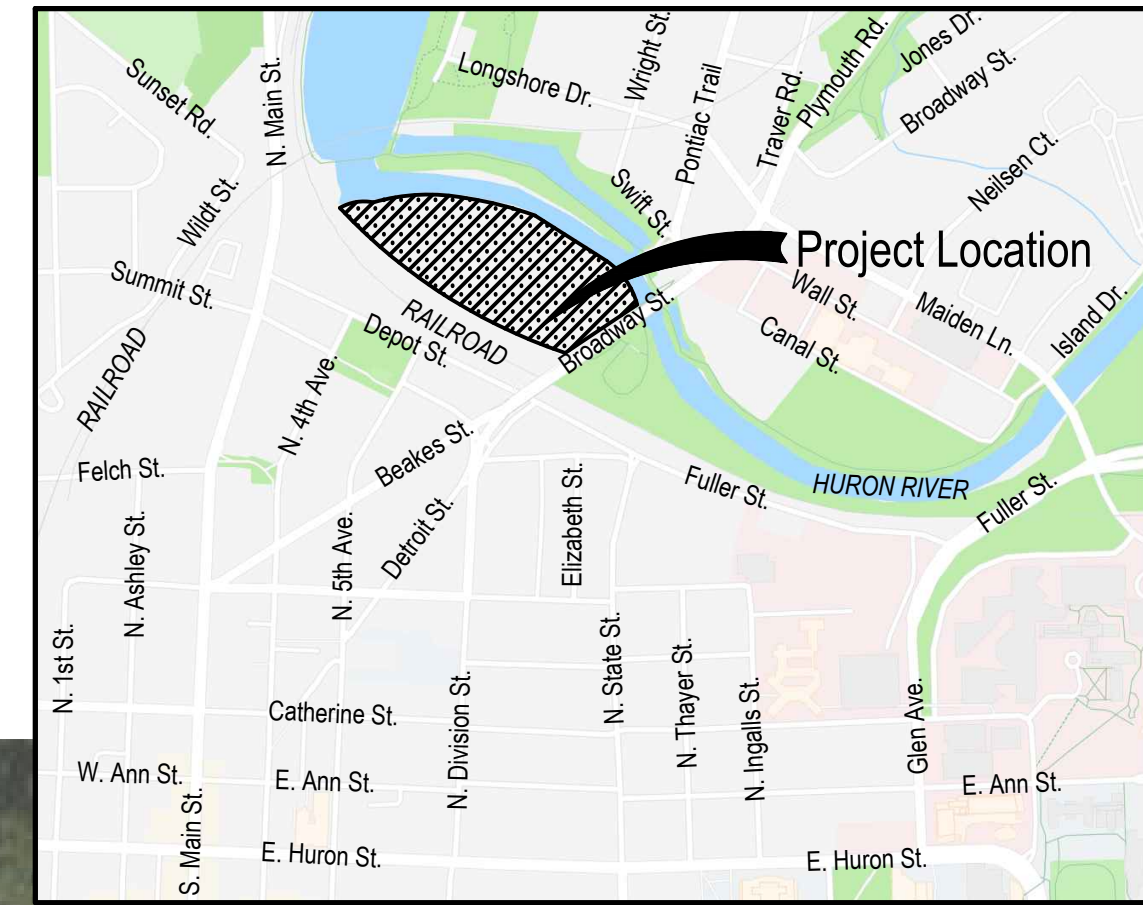 Sunset Rd.
N. Main St.
Longshore Dr.
Wright St.
Pontiac Trail
Traver Rd.
Plymouth Rd.
Jones Dr.
Broadway St.
Wildt St.
Swift St.
Neilsen Ct.
Project Location
Summit St.
RAILROAD
Depot St.
RAILROAD
Broadway St.
Wall St.
Canal St.
Maiden Ln.
Island Dr.
N. 4th Ave.
Beakes St.
Felch St.
Detroit St.
Elizabeth St.
Fuller St.
HURON RIVER
Fuller St.
N. Ashley St.
N. 5th Ave.
N. 1st St.
N. State St.
N. Thayer St.
N. Ingalls St.
Glen Ave.
Catherine St.
N. Division St.
W. Ann St.
E. Ann St.
E. Ann St.
S. Main St.
E. Huron St.
E. Huron St.